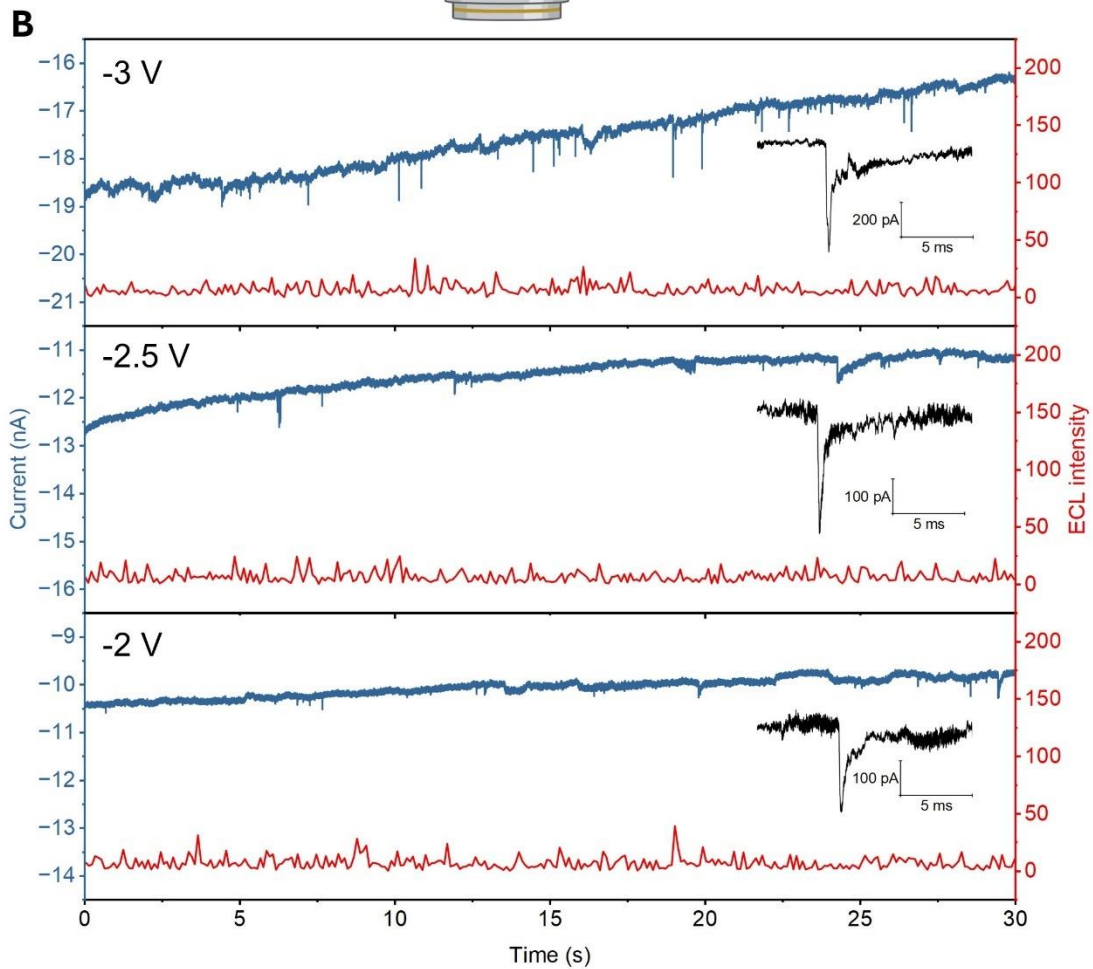 B
-3 V
−16
−17
−18
−19
−20
−21
200
150
100
50
0
200 pA
5 ms
-2.5 V
−11
−12
−13
−14
−15
−16
200
150
100
50
0
100 pA
5 ms
Current (nA)
ECL intensity
-2 V
−9
−10
−11
−12
−13
−14
200
150
100
50
0
100 pA
5 ms
0 5 10 15 20 25 30
Time (s)